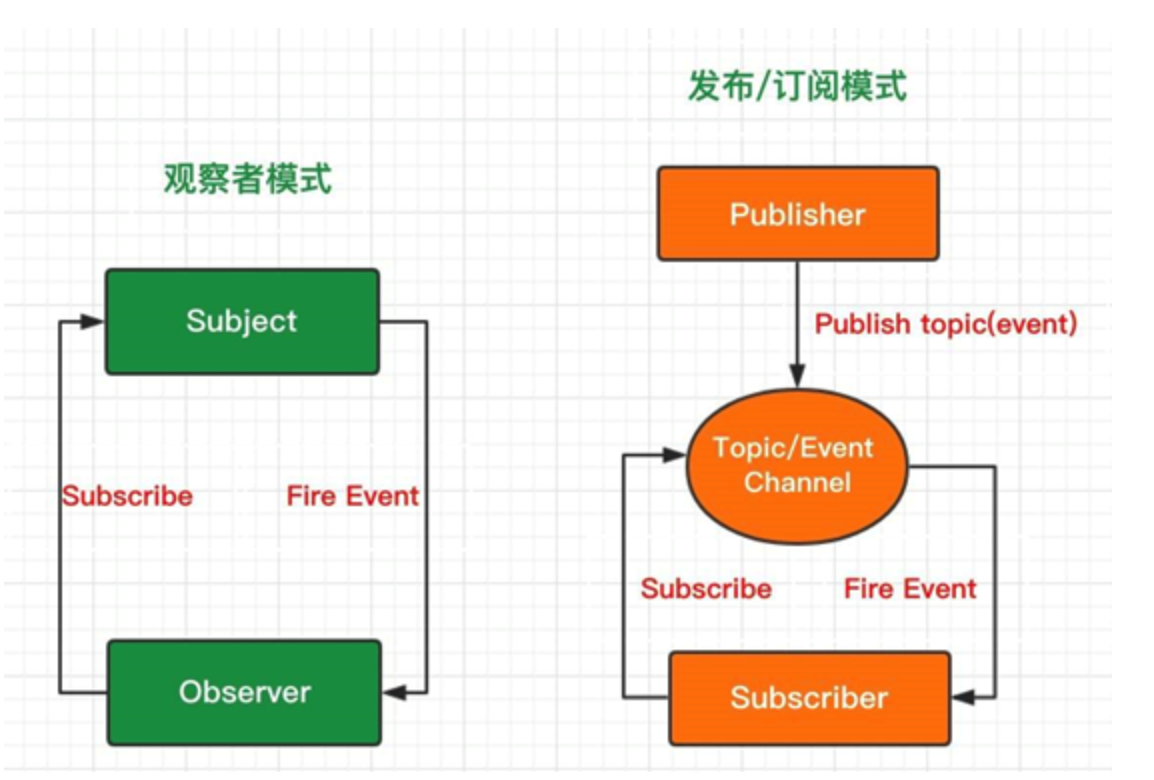 观察者模式
Subject
Subscribe
Fire Event
Observer
发布/订阅模式
Publisher
Publish topic(event)
Topic/Event
Channel
Subscribe
Fire Event
Subscriber